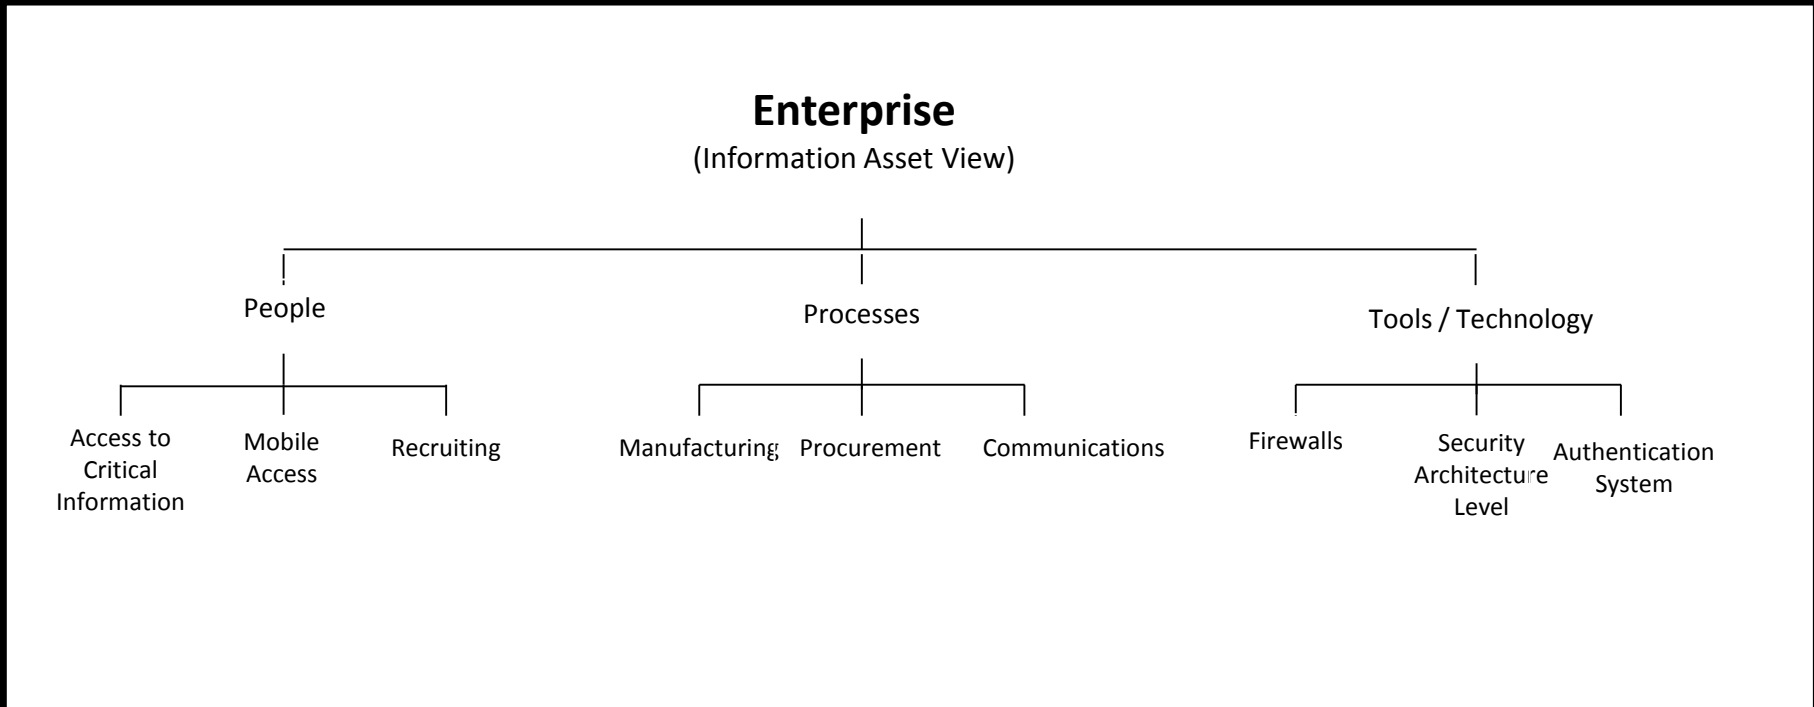 Enterprise
(Information Asset View)
People
Processes
Tools / Technology
Access to
Critical
Information
Mobile
Access
Recruiting
Manufacturing
Procurement
Communications
Firewalls
Security
Architecture
Level
Authentication
System